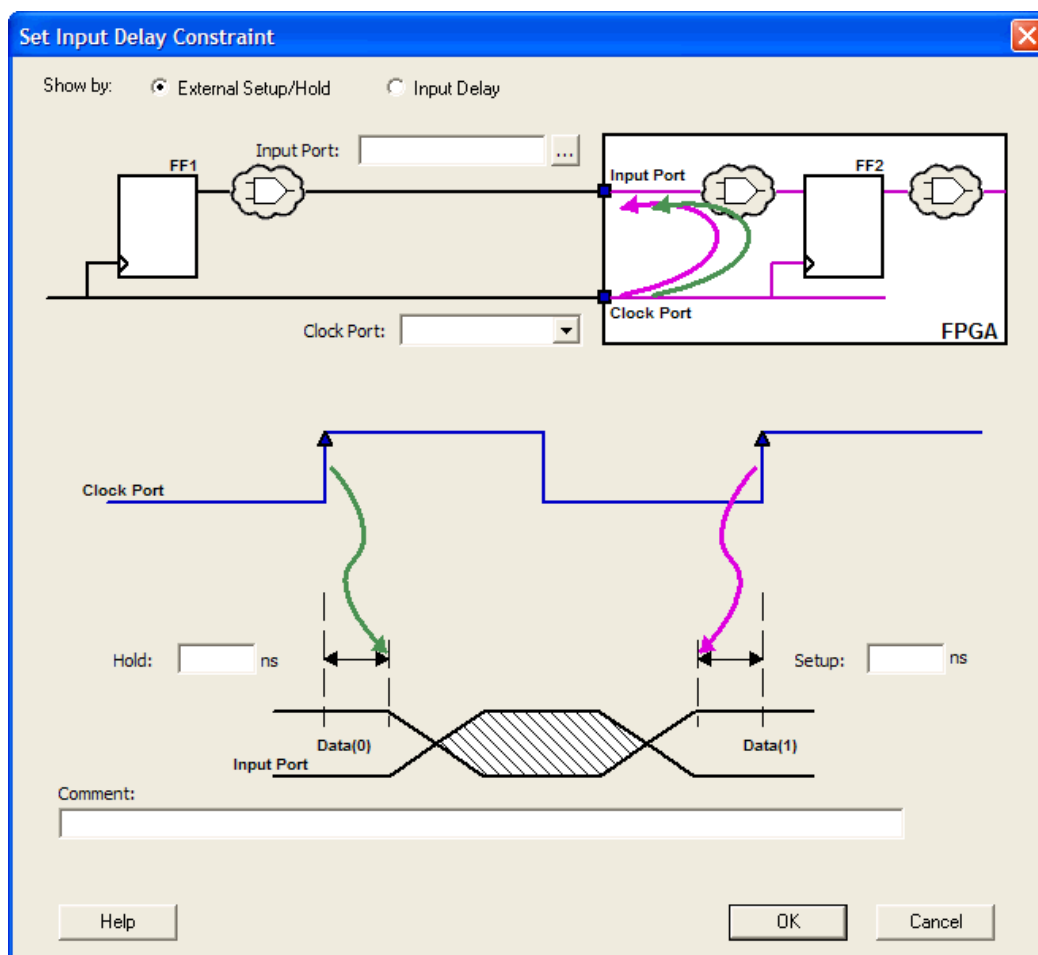 Set Input Delay Constraint
Show by: External Setup/Hold Input Delay
Input Port: ...
FF1
Input Port
FF2
Clock Port: 
Clock Port
FPGA
Clock Port
Hold: ns
Setup: ns
Data(0)
Data(1)
Input Port
Comment:
Help
OK
Cancel